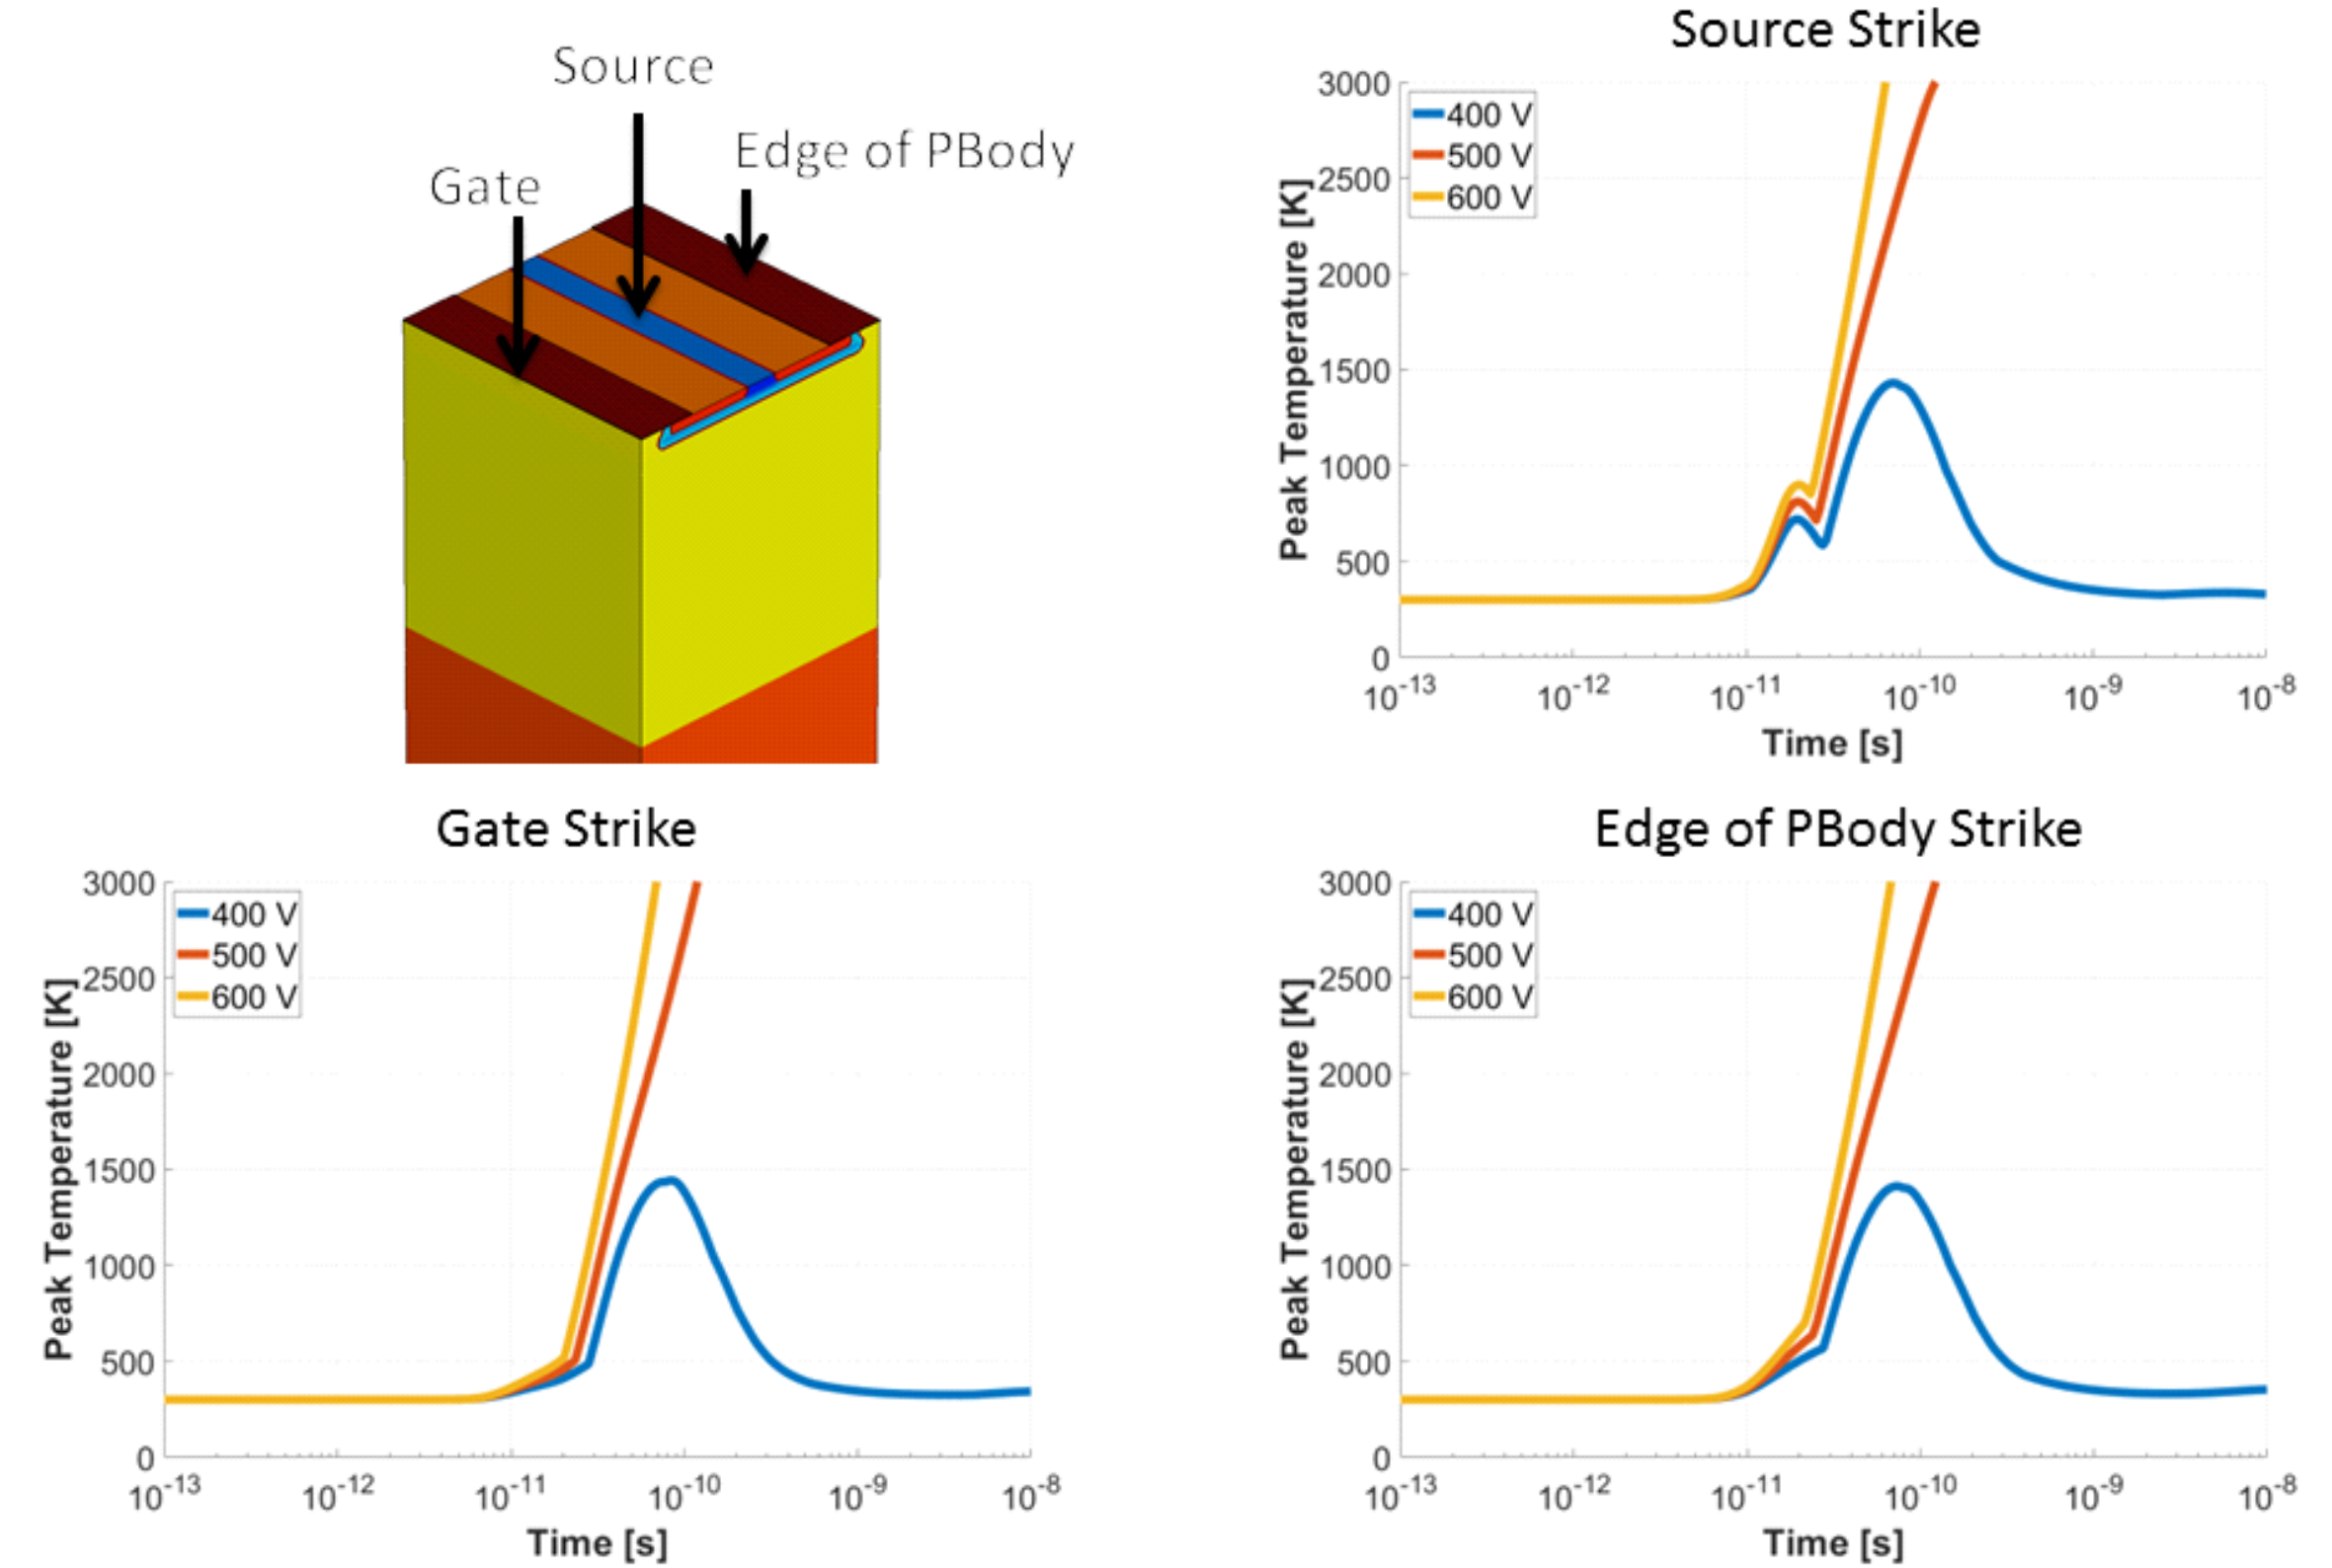 Source
Edge of PBody
Gate
Source Strike
Peak Temperature [K]
3000
2500
2000
1500
1000
500
0
400 V
500 V
600 V
10-13
10-12
10-11
10-10
10-9
10-8
Time [s]
Gate Strike
Peak Temperature [K]
3000
2500
2000
1500
1000
500
0
400 V
500 V
600 V
10-13
10-12
10-11
10-10
10-9
10-8
Time [s]
Edge of PBody Strike
Peak Temperature [K]
3000
2500
2000
1500
1000
500
0
400 V
500 V
600 V
10-13
10-12
10-11
10-10
10-9
10-8
Time [s]